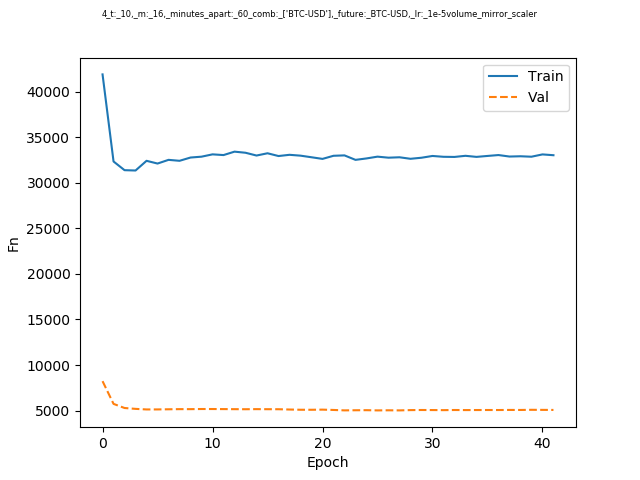 4_t:_10,_m:_16,_minutes_apart:_60_comb:_['BTC-USD'],_future:_BTC-USD,_lr:_1e-5volume_mirror_scaler
Train
Val
40000
35000
30000
25000
20000
15000
10000
5000
Fn
0 10 20 30 40
Epoch